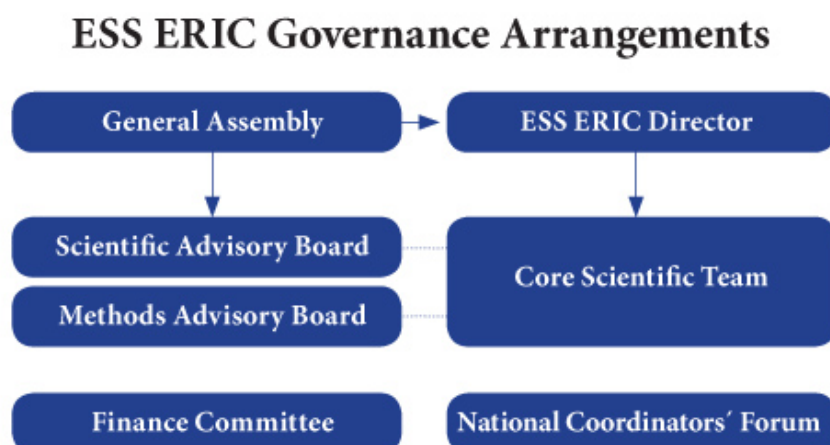 ESS ERIC Governance Arrangements
General Assembly
ESS ERIC Director
Scientific Advisory Board
Core Scientific Team
Methods Advisory Board
Finance Committee
National Coordinators´ Forum